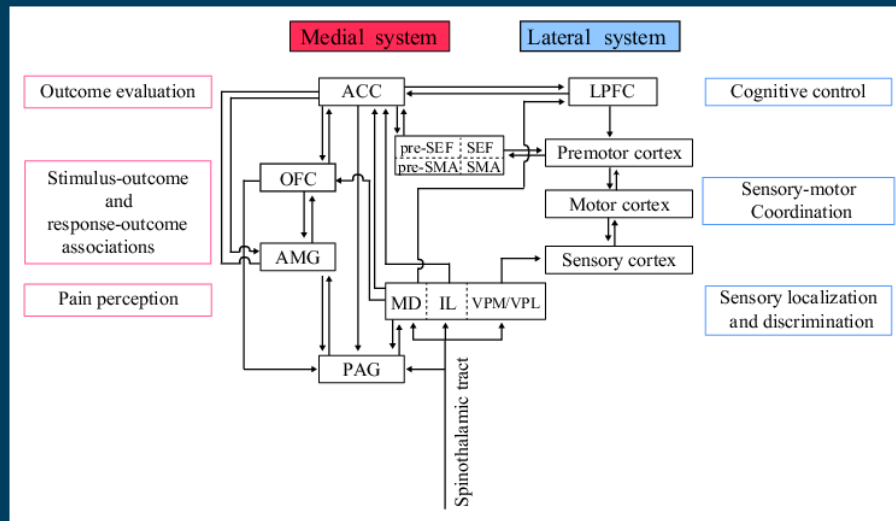 Medial system
Lateral system
Outcome evaluation
ACC
LPFC
Cognitive control
pre-SEF SEF
pre-SMA SMA
Premotor cortex
Stimulus-outcome
and
response-outcome
associations
OFC
Motor cortex
Sensory-motor
Coordination
AMG
Sensory cortex
Pain perception
MD IL VPM/VPL
Sensory localization
and discrimination
PAG
Spinothalamic tract